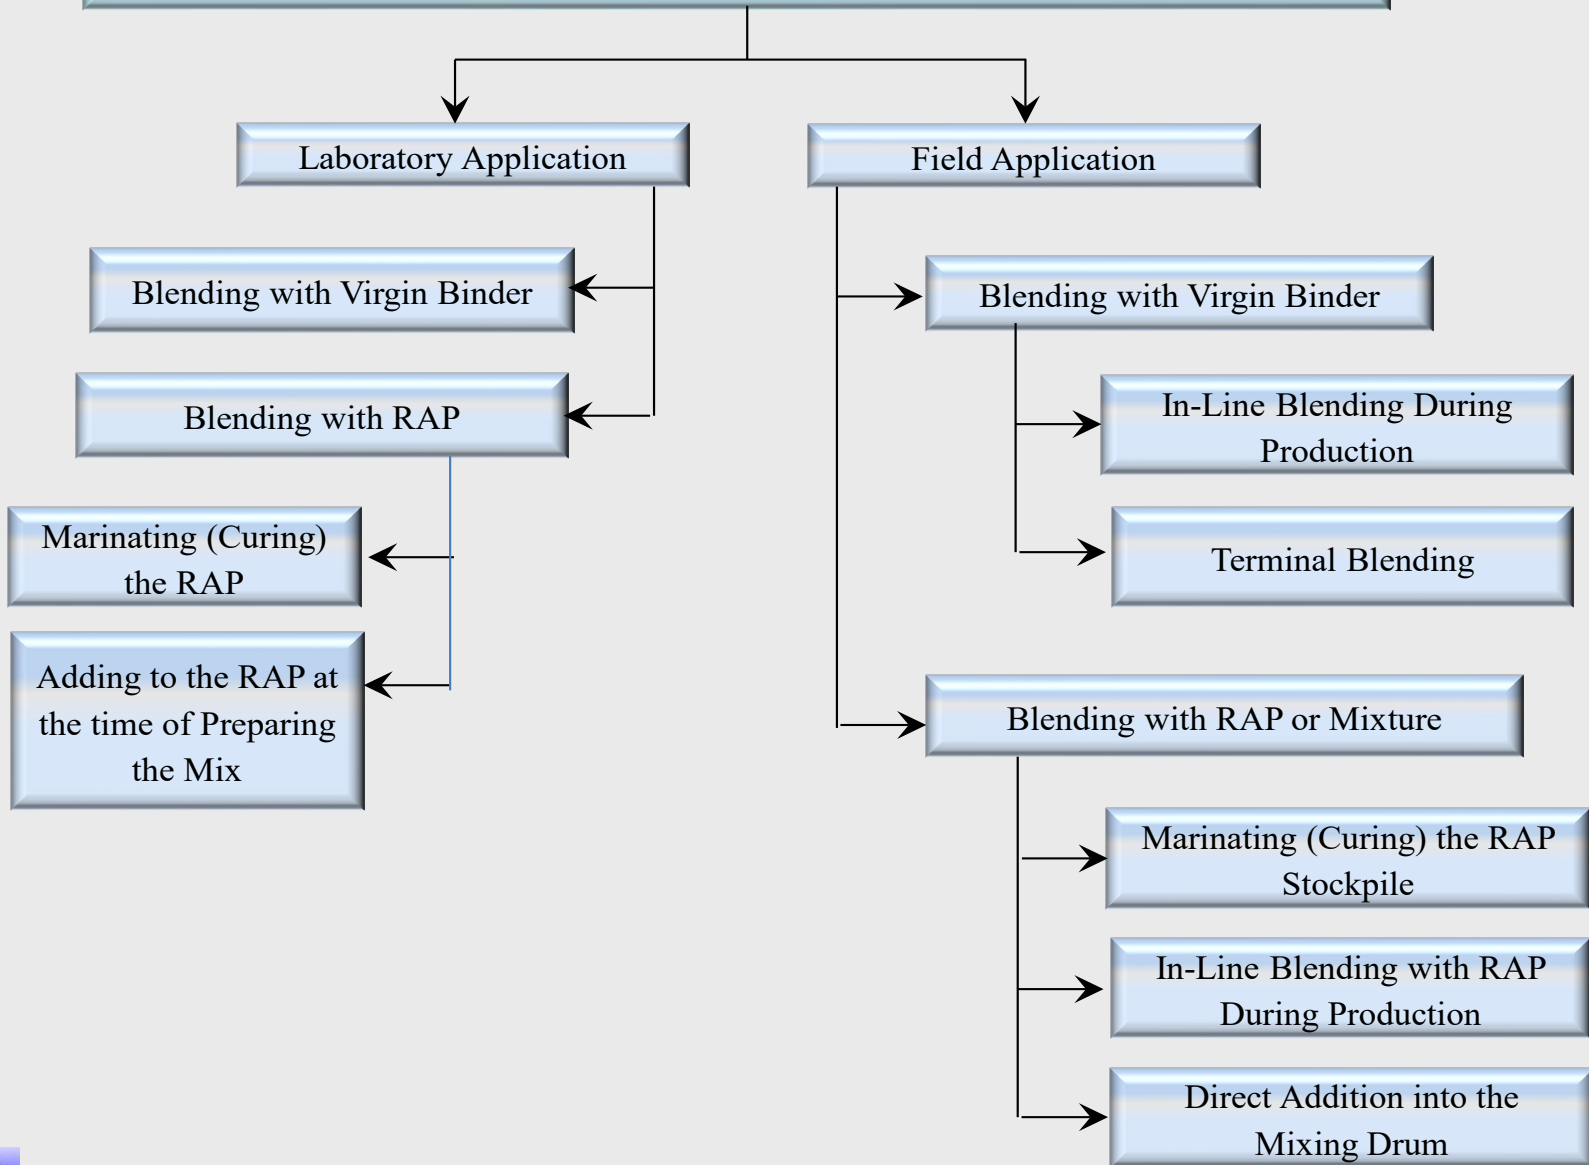 Laboratory Application
Field Application
Blending with Virgin Binder
Blending with RAP
Marinating (Curing)
the RAP
Adding to the RAP at
the time of Preparing
the Mix
Blending with Virgin Binder
In-Line Blending During
Production
Terminal Blending
Blending with RAP or Mixture
Marinating (Curing) the RAP
Stockpile
In-Line Blending with RAP
During Production
Direct Addition into the
Mixing Drum